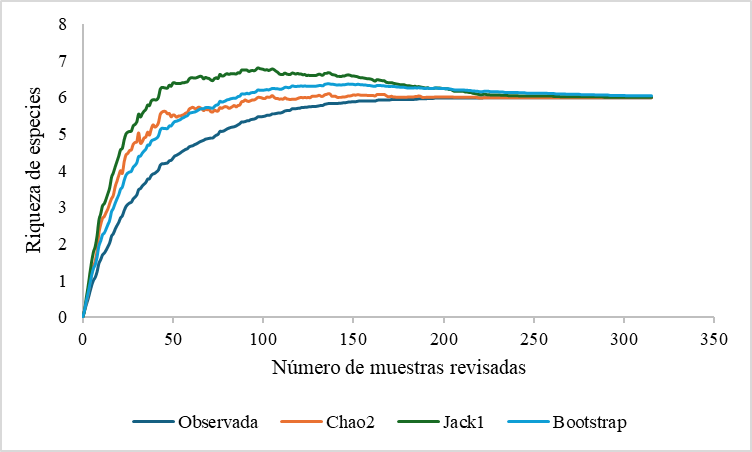 8
7
6
5
4
3
2
1
0
Riqueza de especies
0 50 100 150 200 250 300 350
Número de muestras revisadas
Observada Chao2 Jack1 Bootstrap